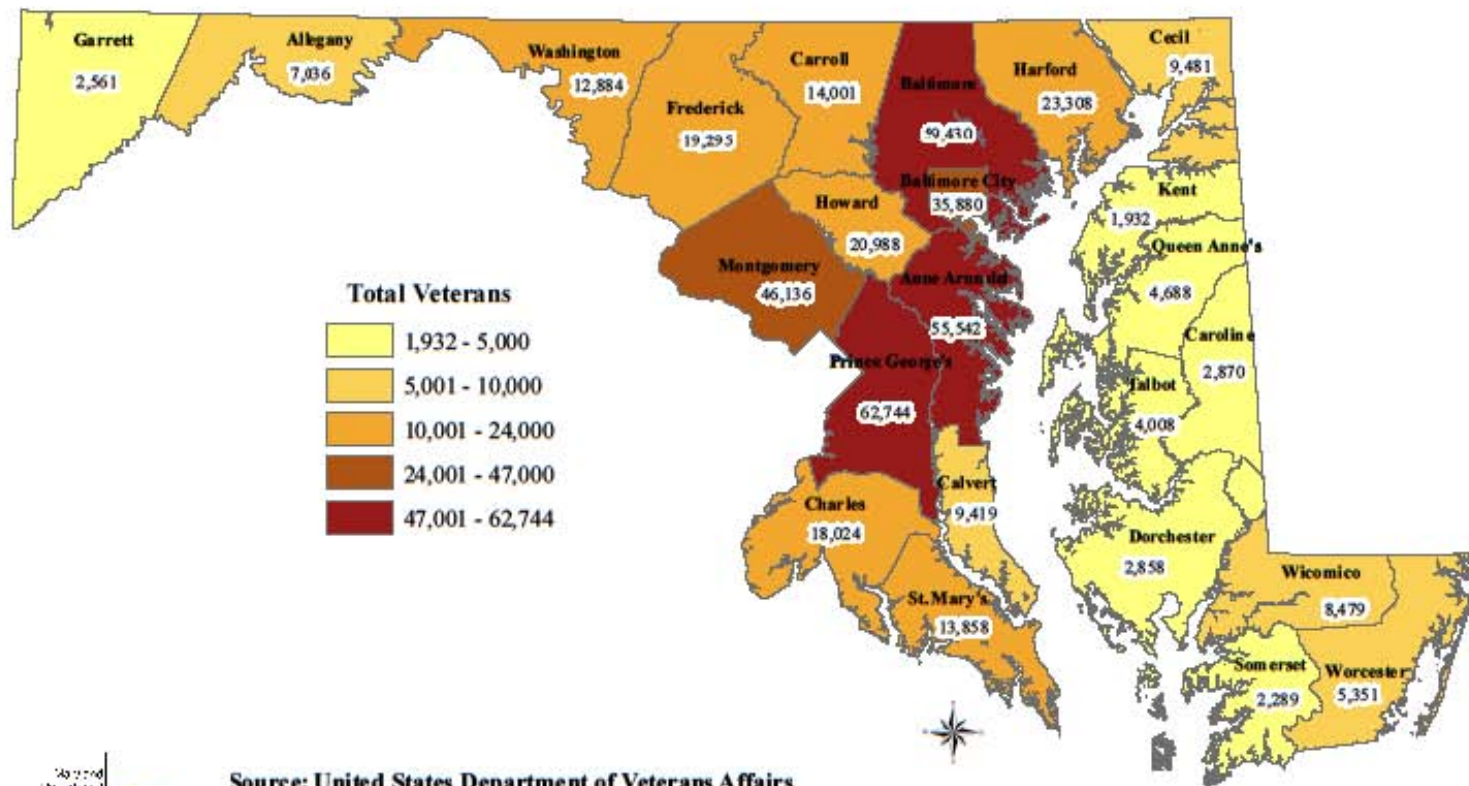 Garrett
2,561
Allegany
7,036
Washington
12,884
Frederick
19,295
Carroll
14,001
Baltimore
59,430
Harford
23,308
Cecil
9,481
Baltimore City
35,880
Howard
20,988
Montgomery
46,136
Anne Arundel
55,542
Prince George's
62,744
Kent
1,932
Queen Anne's
4,688
Caroline
2,870
Talbot
4,008
Total Veterans
1,932 - 5,000
5,001 - 10,000
10,001 - 24,000
24,001 - 47,000
47,001 - 62,744
Charles
18,024
Calvert
9,419
St.Mary's
13,858
Dorchester
2,858
Wicomico
8,479
Somerset
2,289
Worcester
5,351
Maryland
Source: United States Department of Veterans Affairs